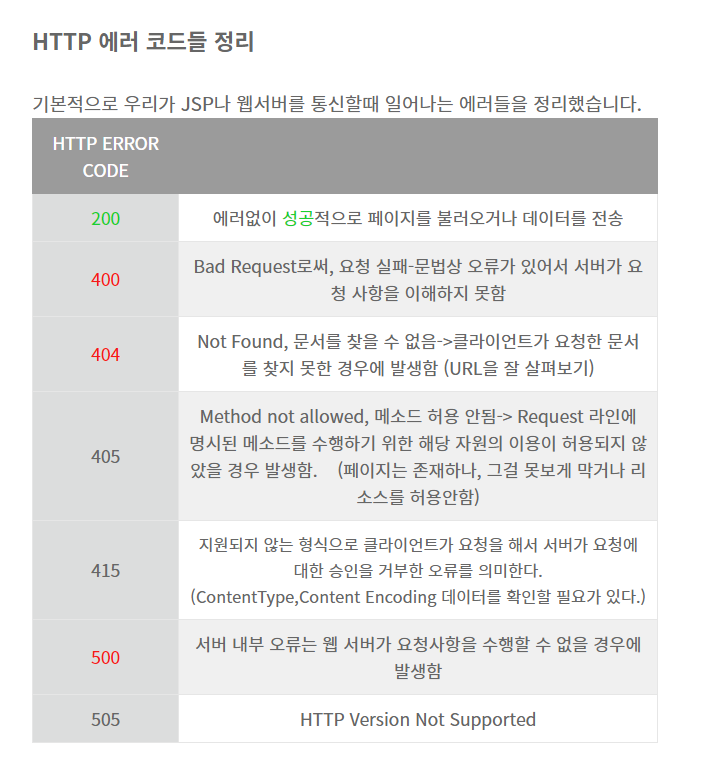 HTTP 에러 코드들 정리
기본적으로 우리가 JSP나 웹서버를 통신할때 일어나는 에러들을 정리했습니다.
HTTP ERROR
CODE
200
에러없이 성공적으로 페이지를 불러오거나 데이터를 전송
400
Bad Request로써, 요청 실패-문법상 오류가 있어서 서버가 요
청 사항을 이해하지 못함
404
Not Found, 문서를 찾을 수 없음->클라이언트가 요청한 문서
를 찾지 못한 경우에 발생함 (URL을 잘 살펴보기)
405
Method not allowed, 메소드 허용 안됨-> Request 라인에
명시된 메소드를 수행하기 위한 해당 자원의 이용이 허용되지 않
았을 경우 발생함. (페이지는 존재하나, 그걸 못보게 막거나 리
소스를 허용안함)
415
지원되지 않는 형식으로 클라이언트가 요청을 해서 서버가 요청에
대한 승인을 거부한 오류를 의미한다.
(ContentType,Content Encoding 데이터를 확인할 필요가 있다.)
500
서버 내부 오류는 웹 서버가 요청사항을 수행할 수 없을 경우에
발생함
505
HTTP Version Not Supported